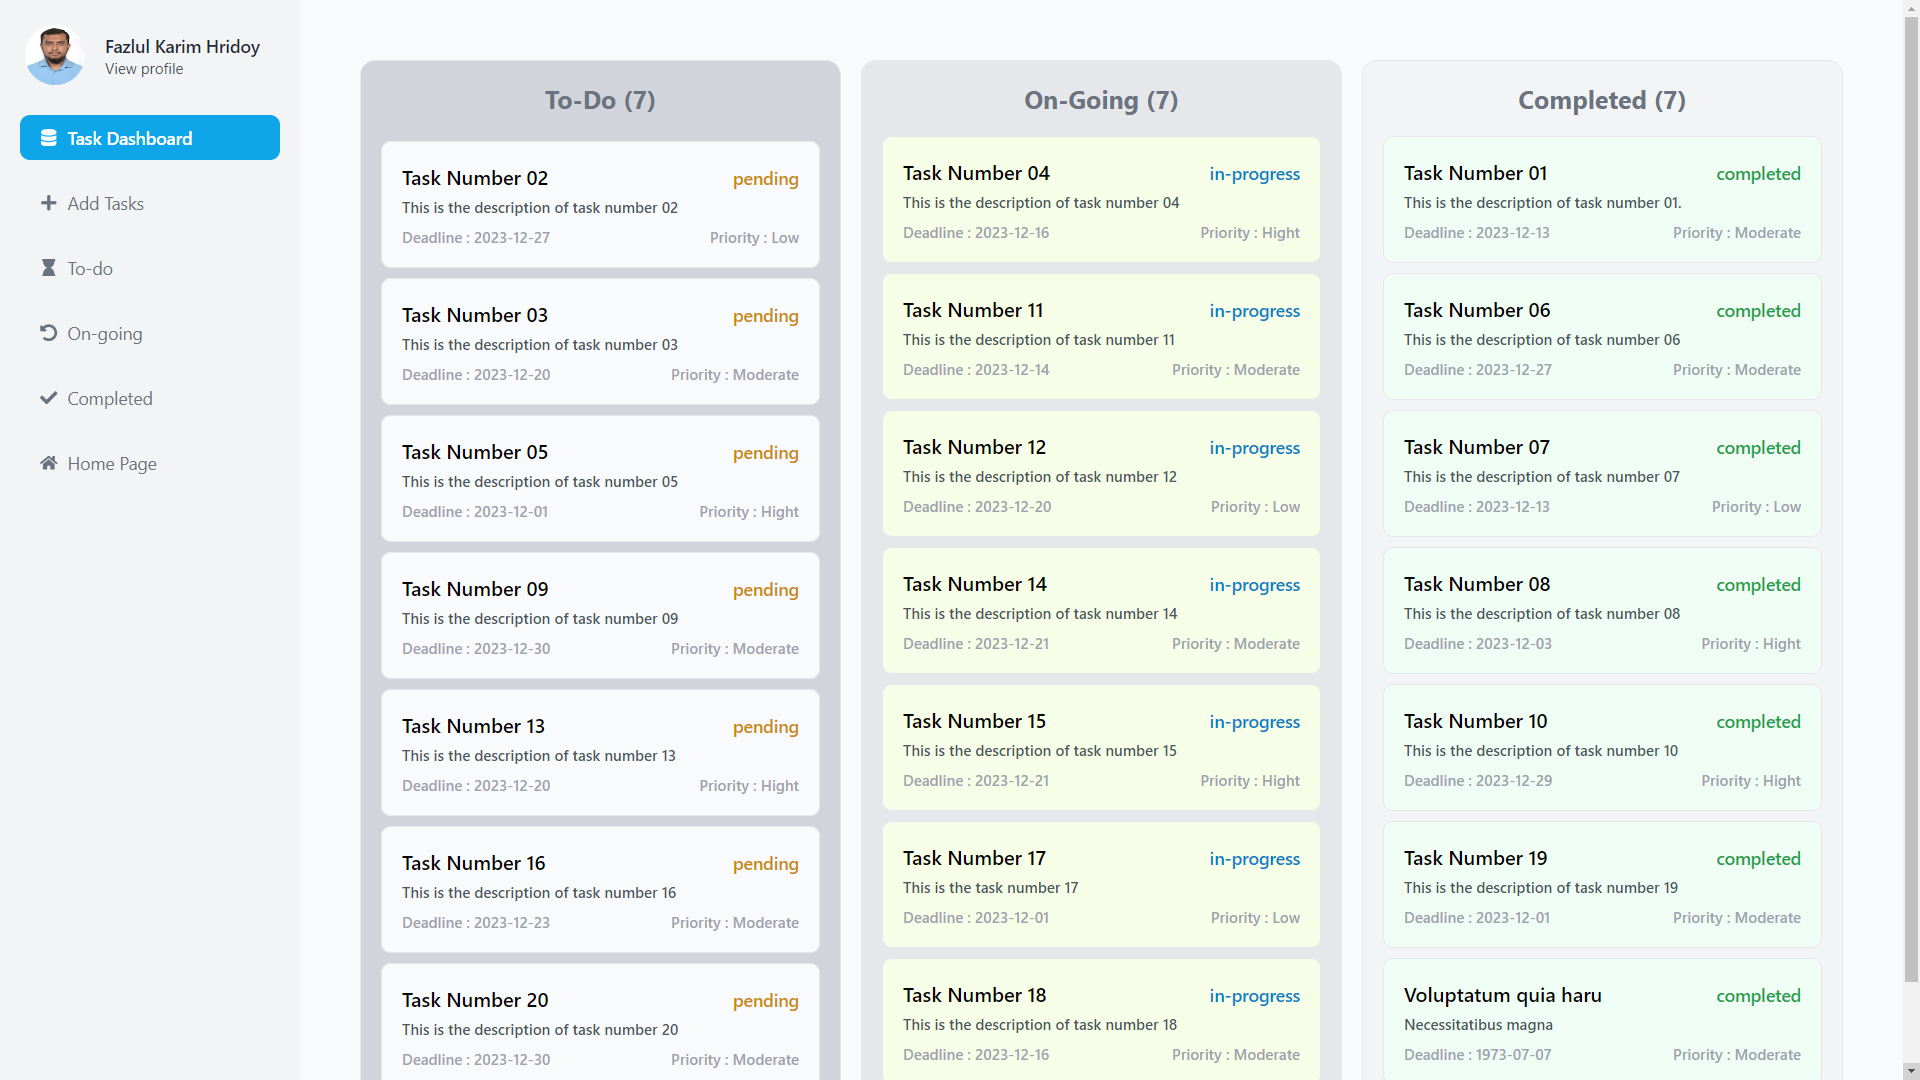 Fazlul Karim Hridoy
View profile
Task Dashboard
Add Tasks
To-do
On-going
Completed
Home Page
To-Do (7)
Task Number 02 pending
This is the description of task number 02
Deadline : 2023-12-27 Priority : Low
Task Number 03 pending
This is the description of task number 03
Deadline : 2023-12-20 Priority : Moderate
Task Number 05 pending
This is the description of task number 05
Deadline : 2023-12-01 Priority : Hight
Task Number 09 pending
This is the description of task number 09
Deadline : 2023-12-30 Priority : Moderate
Task Number 13 pending
This is the description of task number 13
Deadline : 2023-12-20 Priority : Hight
Task Number 16 pending
This is the description of task number 16
Deadline : 2023-12-23 Priority : Moderate
Task Number 20 pending
This is the description of task number 20
Deadline : 2023-12-30 Priority : Moderate
On-Going (7)
Task Number 04 in-progress
This is the description of task number 04
Deadline : 2023-12-16 Priority : Hight
Task Number 11 in-progress
This is the description of task number 11
Deadline : 2023-12-14 Priority : Moderate
Task Number 12 in-progress
This is the description of task number 12
Deadline : 2023-12-20 Priority : Low
Task Number 14 in-progress
This is the description of task number 14
Deadline : 2023-12-21 Priority : Moderate
Task Number 15 in-progress
This is the description of task number 15
Deadline : 2023-12-21 Priority : Hight
Task Number 17 in-progress
This is the task number 17
Deadline : 2023-12-01 Priority : Low
Task Number 18 in-progress
This is the description of task number 18
Deadline : 2023-12-16 Priority : Moderate
Completed (7)
Task Number 01 completed
This is the description of task number 01.
Deadline : 2023-12-13 Priority : Moderate
Task Number 06 completed
This is the description of task number 06
Deadline : 2023-12-27 Priority : Moderate
Task Number 07 completed
This is the description of task number 07
Deadline : 2023-12-13 Priority : Low
Task Number 08 completed
This is the description of task number 08
Deadline : 2023-12-03 Priority : Hight
Task Number 10 completed
This is the description of task number 10
Deadline : 2023-12-29 Priority : Hight
Task Number 19 completed
This is the description of task number 19
Deadline : 2023-12-01 Priority : Moderate
Voluptatum quia haru completed
Necessitatibus magna
Deadline : 1973-07-07 Priority : Moderate